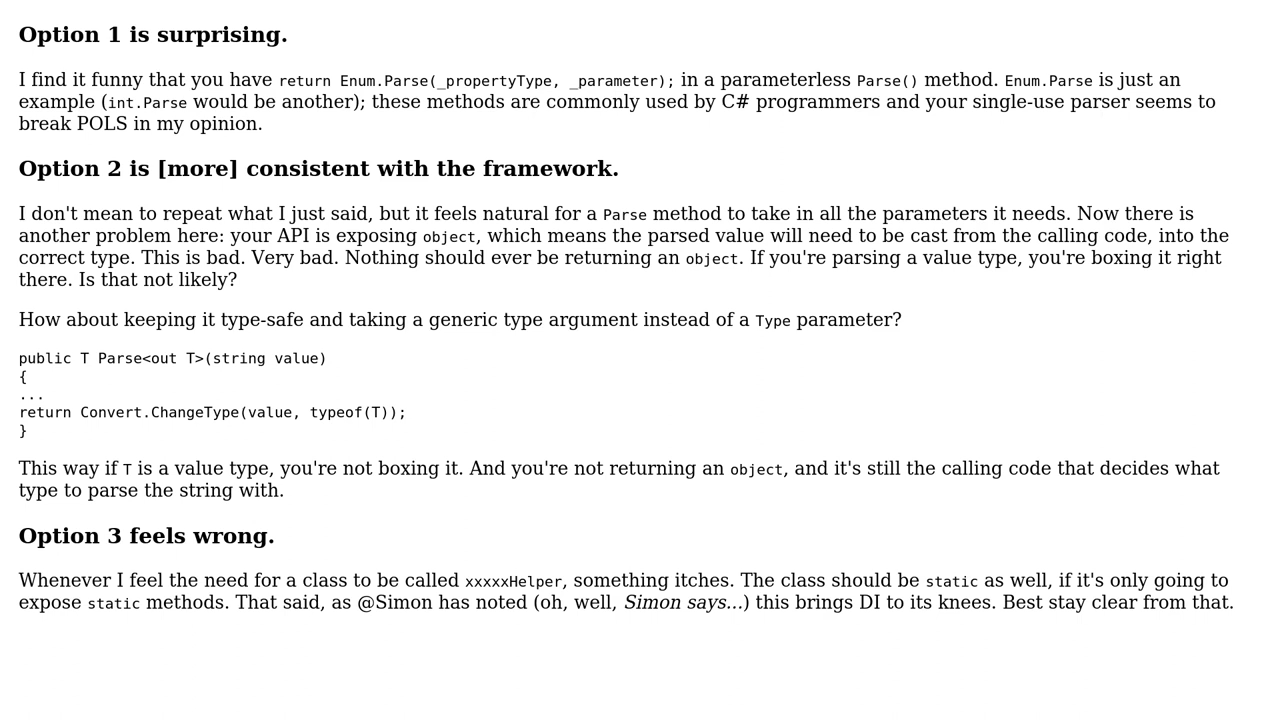 Option 1 is surprising.
I find it funny that you have return Enum.Parse(_propertyType, _parameter); in a parameterless Parse() method. Enum.Parse is just an
example (int.Parse would be another); these methods are commonly used by C# programmers and your single-use parser seems to
break POLS in my opinion.
Option 2 is [more] consistent with the framework.
I don't mean to repeat what I just said, but it feels natural for a Parse method to take in all the parameters it needs. Now there is
another problem here: your API is exposing object, which means the parsed value will need to be cast from the calling code, into the
correct type. This is bad. Very bad. Nothing should ever be returning an object. If you're parsing a value type, you're boxing it right
there. Is that not likely?
How about keeping it type-safe and taking a generic type argument instead of a Type parameter?
public T Parse<out T>(string value)
{
...
return Convert.ChangeType(value, typeof(T));
}
This way if T is a value type, you're not boxing it. And you're not returning an object, and it's still the calling code that decides what
type to parse the string with.
Option 3 feels wrong.
Whenever I feel the need for a class to be called xxxxxHelper, something itches. The class should be static as well, if it's only going to
expose static methods. That said, as @Simon has noted (oh, well, Simon says...) this brings DI to its knees. Best stay clear from that.